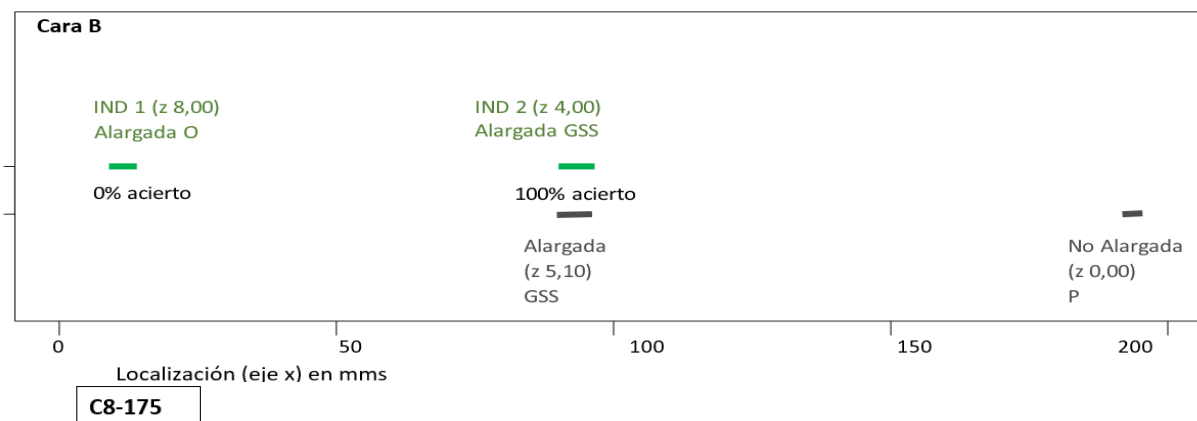 Cara B
IND 1 (z 8,00)
Alargada O
IND 2 (z 4,00)
Alargada GSS
0% acierto
100% acierto
Alargada
(z 5,10)
GSS
No Alargada
(z 0,00)
P
0
50
100
150
200
Localización (eje x) en mms
C8-175